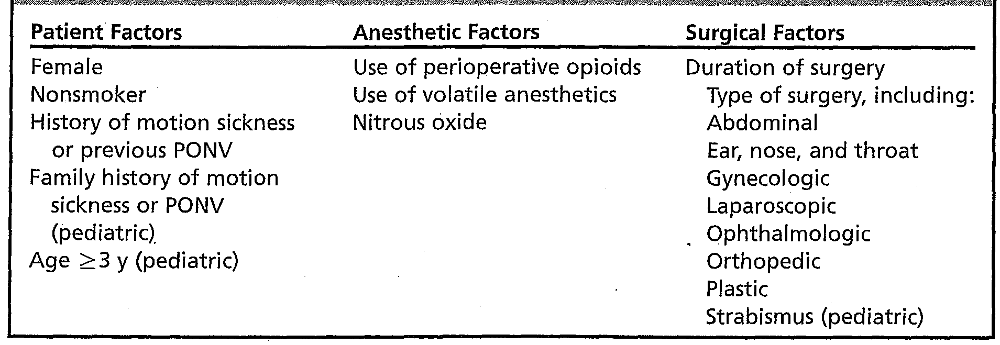 Patient Factors
Female
Nonsmoker
History of motion sickness
or previous PONV
Family history of motion
sickness or PONV
(pediatric)
Age ≥3 y (pediatric)
Anesthetic Factors
Use of perioperative opioids
Use of volatile anesthetics
Nitrous oxide
Surgical Factors
Duration of surgery
Type of surgery, including:
Abdominal
Ear, nose, and throat
Gynecologic
Laparoscopic
Ophthalmologic
Orthopedic
Plastic
Strabismus (pediatric)